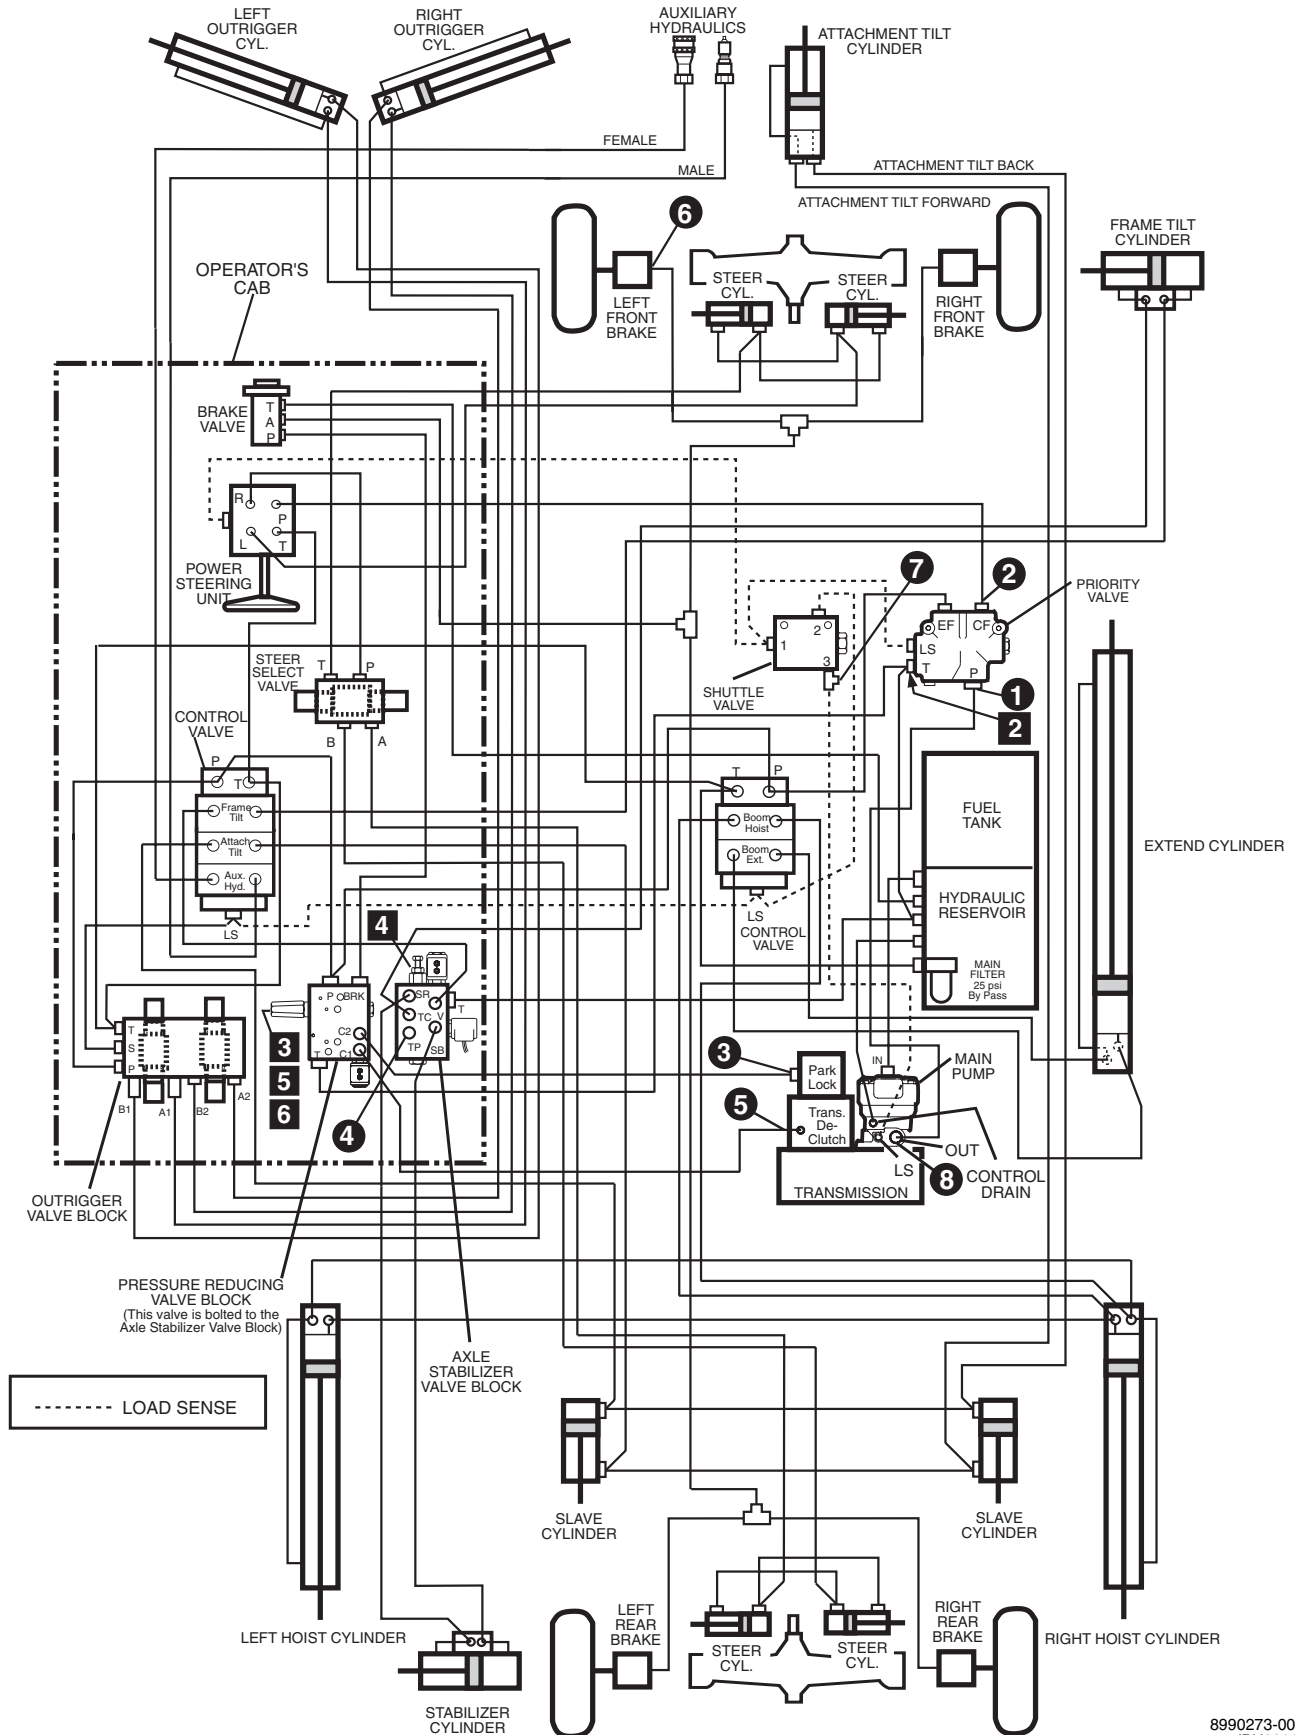 LEFT
OUTRIGGER
CYL.
RIGHT
OUTRIGGER
CYL.
AUXILIARY
HYDRAULICS
ATTACHMENT TILT
CYLINDER
FEMALE
MALE
ATTACHMENT TILT BACK
ATTACHMENT TILT FORWARD
6
FRAME TILT
CYLINDER
OPERATOR'S
CAB
STEER
CYL.
STEER
CYL.
LEFT
FRONT
BRAKE
RIGHT
FRONT
BRAKE
BRAKE
VALVE
T
A
P
R
P
L
T
POWER
STEERING
UNIT
7
2
PRIORITY
VALVE
EF
CF
LS
T
P
1
2
3
SHUTTLE
VALVE
1
2
STEER
SELECT
VALVE
T
P
B
A
CONTROL
VALVE
P
T
Frame
Tilt
Attach
Tilt
Aux.
Hyd.
LS
T
P
Boom
Hoist
Boom
Ext.
LS
CONTROL
VALVE
FUEL
TANK
HYDRAULIC
RESERVOIR
MAIN
FILTER
25 psi
By Pass
EXTEND CYLINDER
4
P
BRK
C2
C1
T
SR
TC
V
TP
SB
T
3
5
6
4
T
S
P
B1
A1
B2
A2
3
Park
Lock
5
Trans.
De-
Clutch
IN
MAIN
PUMP
OUT
LS
8
CONTROL
DRAIN
TRANSMISSION
OUTRIGGER
VALVE BLOCK
PRESSURE REDUCING
VALVE BLOCK
(This valve is bolted to the
Axle Stabilizer Valve Block)
AXLE
STABILIZER
VALVE BLOCK
LOAD SENSE
SLAVE
CYLINDER
SLAVE
CYLINDER
LEFT HOIST CYLINDER
RIGHT HOIST CYLINDER
LEFT
REAR
BRAKE
RIGHT
REAR
BRAKE
STEER
CYL.
STEER
CYL.
STABILIZER
CYLINDER
8990273-00